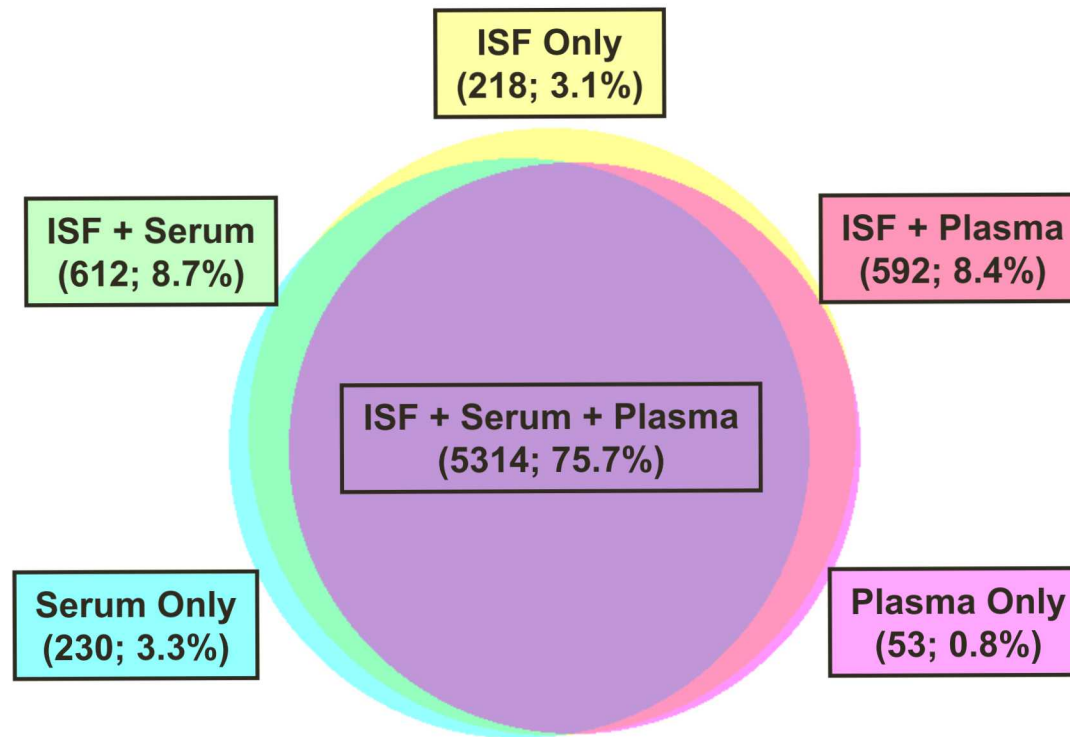 ISF Only
(218; 3.1%)
ISF + Serum
(612; 8.7%)
ISF + Plasma
(592; 8.4%)
ISF + Serum + Plasma
(5314; 75.7%)
Serum Only
(230; 3.3%)
Plasma Only
(53; 0.8%)